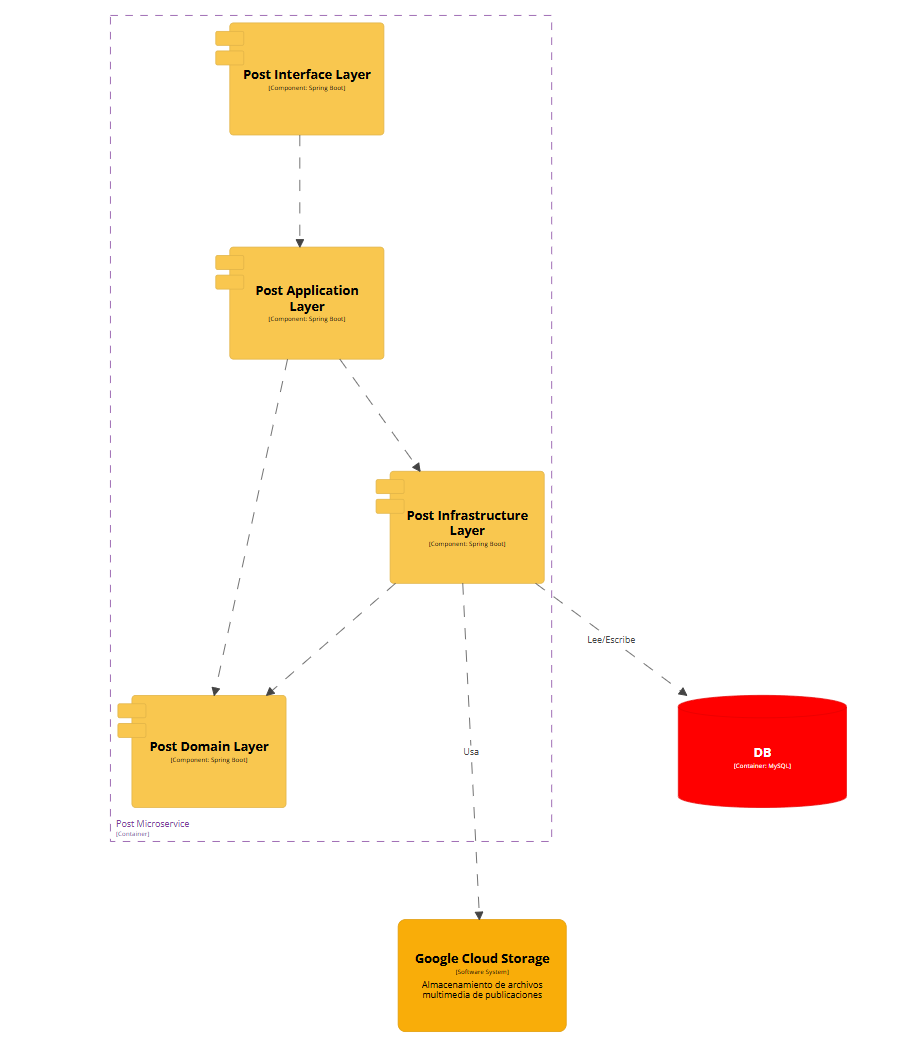 Post Interface Layer
[Component: Spring Boot]
Post Application
Layer
[Component: Spring Boot]
Post Infrastructure
Layer
[Component: Spring Boot]
Lee/Escribe
Post Domain Layer
[Component: Spring Boot]
Usa
DB
[Container: MySQL]
Post Microservice
[Container]
Google Cloud Storage
[Software System]
Almacenamiento de archivos
multimedia de publicaciones